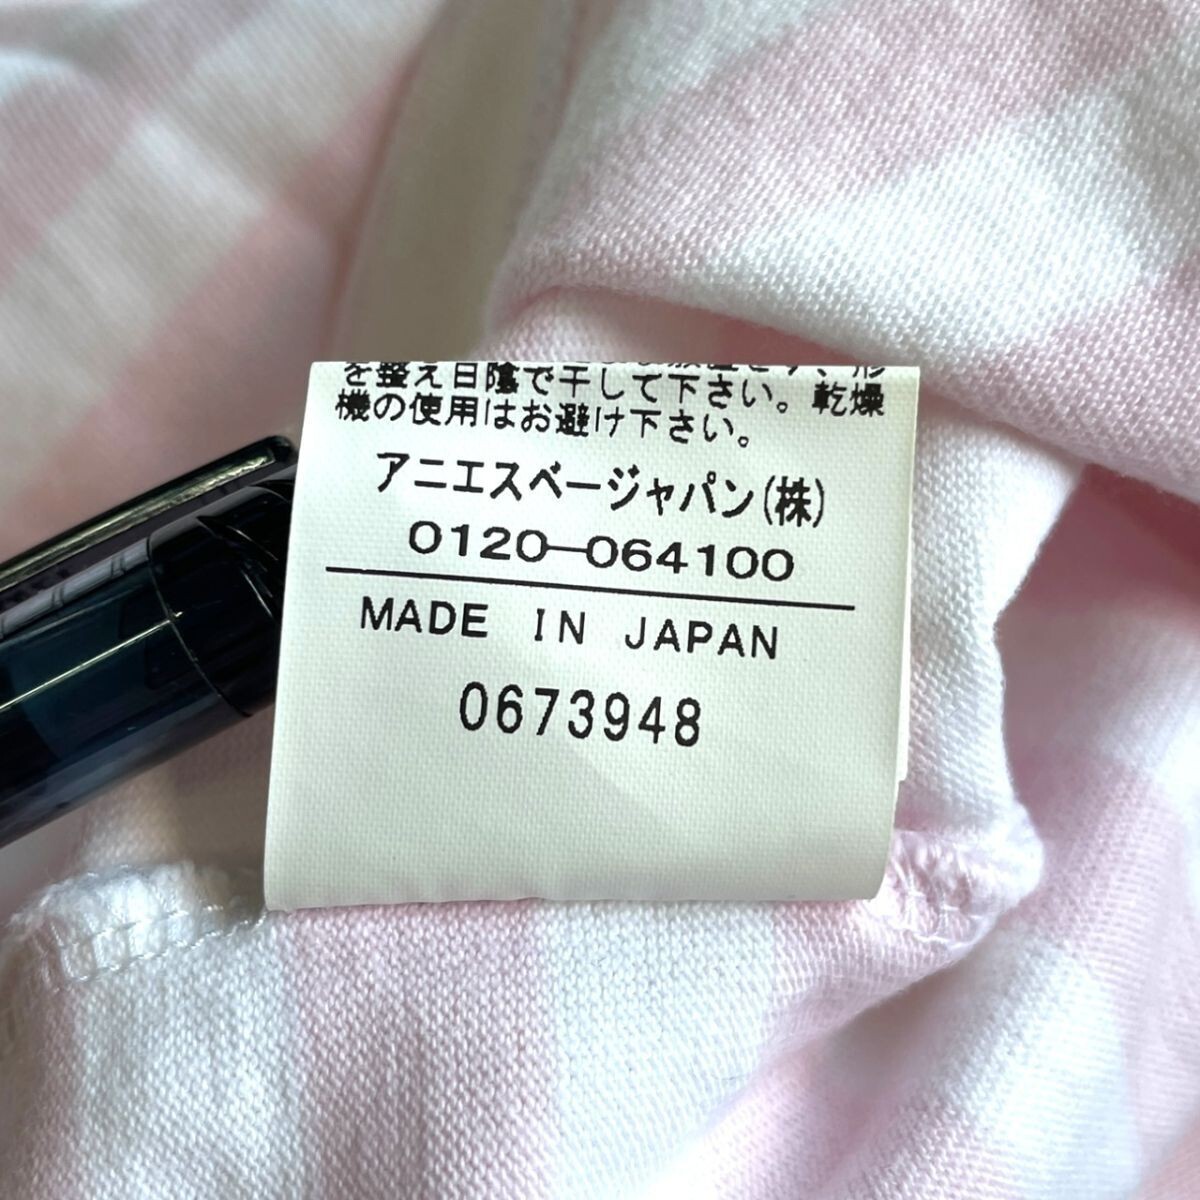 を整え日陰で干して下さい。乾燥
機の使用はお避け下さい。
アニエスベージャパン(株)
0120-064100
MADE IN JAPAN
0673948